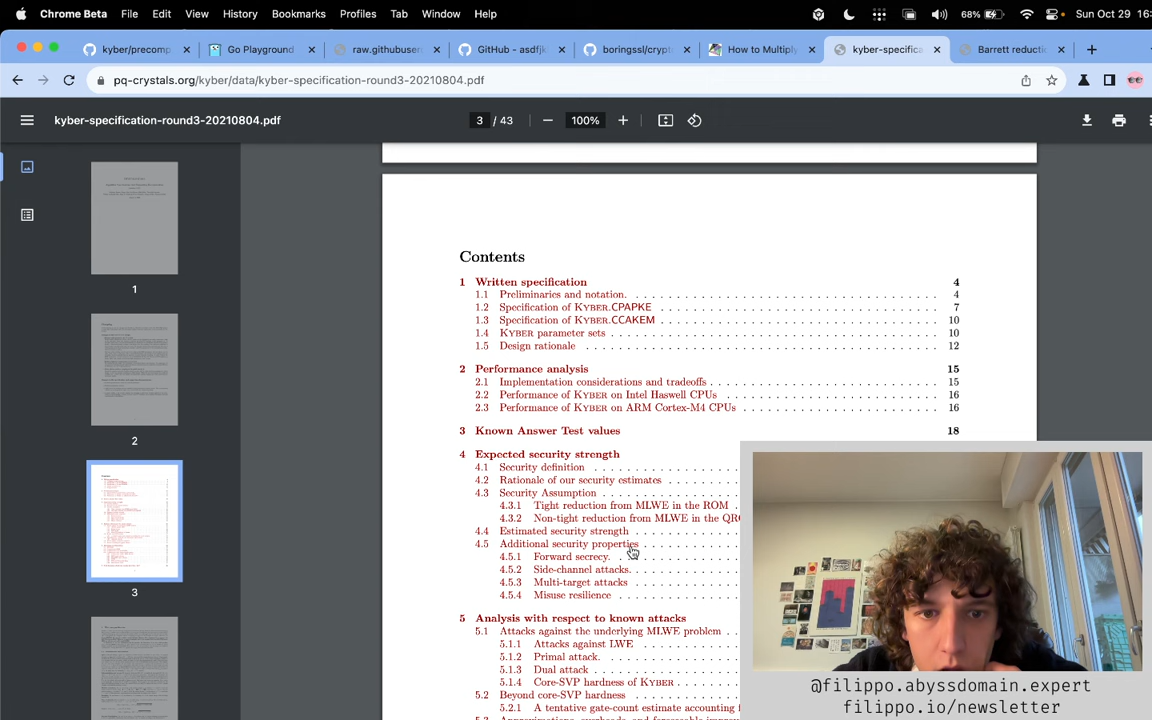 Chrome Beta File Edit View History Bookmarks Profiles Tab Window Help 68% Sun Oct 29 16:
kyber/precomp Go Playground raw.githubuser GitHub - asdfjk boringssl/crypt How to Multiply kyber-specifica Barrett reducti
pq-crystals.org/kyber/data/kyber-specification-round3-20210804.pdf
kyber-specification-round3-20210804.pdf 3 / 43 100%
Contents
1 Written specification 4
1.1 Preliminaries and notation. 4
1.2 Specification of KYBER.CPAPKE 7
1.3 Specification of KYBER.CCAKEM 10
1.4 KYBER parameter sets 10
1.5 Design rationale 12
2 Performance analysis 15
2.1 Implementation considerations and tradeoffs 15
2.2 Performance of KYBER on Intel Haswell CPUs 16
2.3 Performance of KYBER on ARM Cortex-M4 CPUs 16
3 Known Answer Test values 18
4 Expected security strength
4.1 Security definition
4.2 Rationale of our security estimates
4.3 Security Assumption
4.3.1 Tight reduction from MLWE in the ROM
4.3.2 Non-tight reduction from MLWE in the QRO
4.4 Estimated security strength
4.5 Additional security properties
4.5.1 Forward secrecy.
4.5.2 Side-channel attacks.
4.5.3 Multi-target attacks
4.5.4 Misuse resilience
5 Analysis with respect to known attacks
5.1 Attacks against the underlying MLWE problem
5.1.1 Attacks against LWE
5.1.2 Primal attack.
5.1.3 Dual attack
5.1.4 Core-SVP hardness of KYBER
5.2 Beyond core-SVP hardness
5.2.1 A tentative gate-count estimate accounting f
1
2
3
@filippo.abyssdomain.expert
filippo.io/newsletter